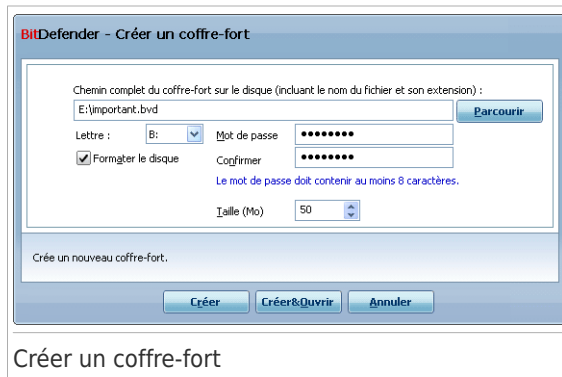 BitDefender - Créer un coffre-fort
Chemin complet du coffre-fort sur le disque (incluant le nom du fichier et son extension) :
E:\important.bvd
Parcourir
Lettre : B: Mot de passe ••••••••
Formater le disque Confirmer ••••••••
Le mot de passe doit contenir au moins 8 caractères.
Taille (Mo) 50
Crée un nouveau coffre-fort.
Créer Créer&Ouvrir Annuler
Créer un coffre-fort